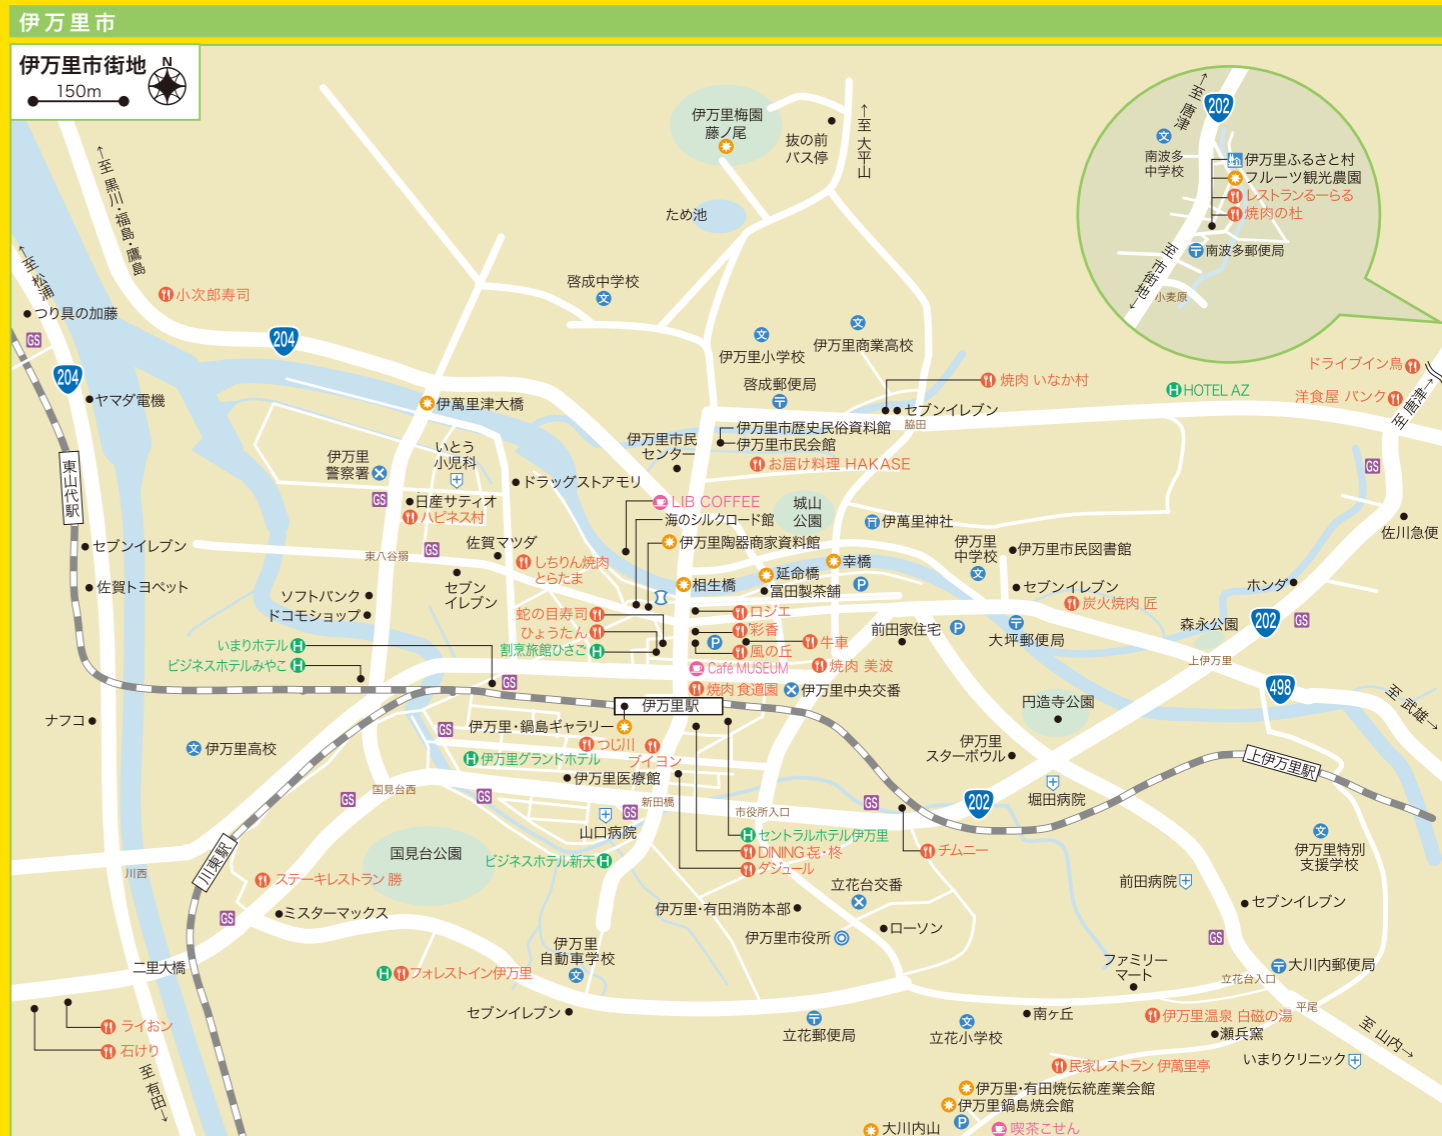 伊万里市
伊万里市街地
N
150m
伊万里梅園
藤ノ尾
抜の前
バス停
↑至 大平山
ため池
←至 黒川・福島・鷹島
←至 松浦
小次郎寿司
つり具の加藤
GS
204
204
ヤマダ電機
東山代駅
啓成中学校
伊万里小学校
伊万里商業高校
啓成郵便局
焼肉 いなか村
セブンイレブン
脇田
伊万里市歴史民俗資料館
伊万里市民会館
お届け料理 HAKASE
伊万里市民
センター
伊萬里津大橋
いとう
小児科
伊万里
警察署
GS
日産サティオ
ハピネス村
ドラッグストアモリ
LIB COFFEE
海のシルクロード館
伊万里陶器商家資料館
城山
公園
伊萬里神社
伊万里
中学校
伊万里市民図書館
セブンイレブン
炭火焼肉 匠
東八谷搦
GS
佐賀マツダ
しちりん焼肉
とらたま
セブン
イレブン
ソフトバンク
ドコモショップ
セブンイレブン
佐賀トヨペット
相生橋
延命橋
幸橋
冨田製茶舗
P
蛇の目寿司
ひょうたん
割烹旅館ひさご
ロジエ
彩香
P
風の丘
牛車
Café MUSEUM
焼肉 美波
焼肉 食道園
伊万里中央交番
前田家住宅
P
大坪郵便局
いまりホテル
ビジネスホテルみやこ
GS
伊万里駅
伊万里・鍋島ギャラリー
GS
つじ川
ブイヨン
伊万里グランドホテル
伊万里医療館
ナフコ
伊万里高校
国見台西
GS
GS
新田橋
GS
市役所入口
GS
山口病院
国見台公園
ビジネスホテル新天
セントラルホテル伊万里
DINING 㐂・柊
ダジュール
チムニー
立花台交番
伊万里・有田消防本部
伊万里市役所
ローソン
川東駅
川西
ステーキレストラン 勝
GS
ミスターマックス
二里大橋
ライおん
石けり
至 有田→
フォレストイン伊万里
伊万里
自動車学校
セブンイレブン
立花郵便局
立花小学校
南ヶ丘
ファミリー
マート
立花台入口
大川内郵便局
平尾
伊万里温泉 白磁の湯
瀬兵窯
いまりクリニック
至 山内→
民家レストラン 伊萬里亭
伊万里・有田焼伝統産業会館
伊万里鍋島焼会館
P
大川内山
喫茶こせん
前田病院
セブンイレブン
GS
伊万里特別
支援学校
上伊万里駅
堀田病院
202
伊万里
スターボウル
円造寺公園
498
至 武雄→
上伊万里
森永公園
202
GS
ホンダ
佐川急便
GS
HOTEL AZ
ドライブイン鳥
洋食屋 バンク
至 唐津→
←至 唐津
202
南波多
中学校
伊万里ふるさと村
フルーツ観光農園
レストランるーらる
焼肉の杜
南波多郵便局
小麦原
至 市街地→